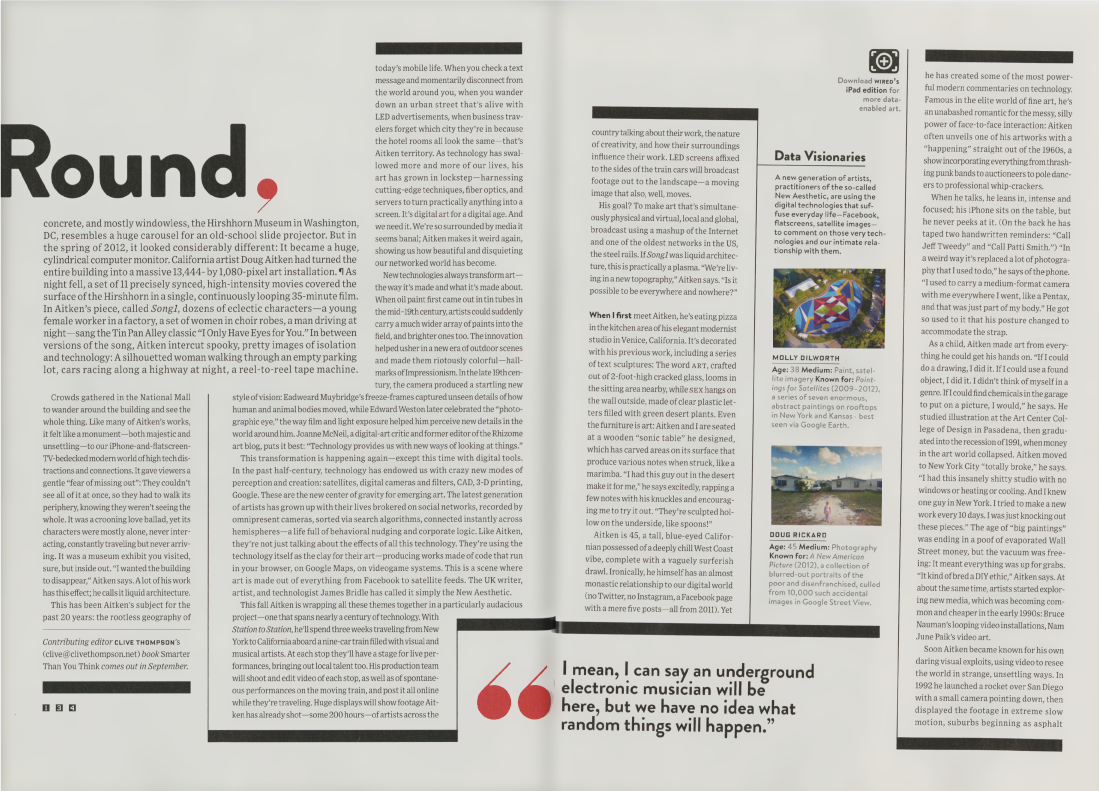 Round.
concrete, and mostly windowless, the Hirshhorn Museum in Washington,
DC, resembles a huge carousel for an old-school slide projector. But in
the spring of 2012, it looked considerably different: It became a huge,
cylindrical computer monitor. California artist Doug Aitken had turned the
entire building into a massive 13,444- by 1,080-pixel art installation. ¶ As
night fell, a set of 11 precisely synced, high-intensity movies covered the
surface of the Hirshhorn in a single, continuously looping 35-minute film.
In Aitken's piece, called Song1, dozens of eclectic characters—a young
female worker in a factory, a set of women in choir robes, a man driving at
night—sang the Tin Pan Alley classic "I Only Have Eyes for You." In between
versions of the song, Aitken intercut spooky, pretty images of isolation
and technology: A silhouetted woman walking through an empty parking
lot, cars racing along a highway at night, a reel-to-reel tape machine.
Crowds gathered in the National Mall
to wander around the building and see the
whole thing. Like many of Aitken's works,
it felt like a monument—both majestic and
unsettling—to our iPhone-and-flatscreen-
TV-bedecked modern world of high tech dis-
tractions and connections. It gave viewers a
gentle "fear of missing out": They couldn't
see all of it at once, so they had to walk its
periphery, knowing they weren't seeing the
whole. It was a crooning love ballad, yet its
characters were mostly alone, never inter-
acting, constantly traveling but never arriv-
ing. It was a museum exhibit you visited,
sure, but inside out. "I wanted the building
to disappear," Aitken says. A lot of his work
has this effect; he calls it liquid architecture.
This has been Aitken's subject for the
past 20 years: the rootless geography of
Contributing editor CLIVE THOMPSON's
(clive@clivethompson.net) book Smarter
Than You Think comes out in September.
1 3 4
today's mobile life. When you check a text
message and momentarily disconnect from
the world around you, when you wander
down an urban street that's alive with
LED advertisements, when business trav-
elers forget which city they're in because
the hotel rooms all look the same—that's
Aitken territory. As technology has swal-
lowed more and more of our lives, his
art has grown in lockstep—harnessing
cutting-edge techniques, fiber optics, and
servers to turn practically anything into a
screen. It's digital art for a digital age. And
we need it. We're so surrounded by media it
seems banal; Aitken makes it weird again,
showing us how beautiful and disquieting
our networked world has become.
New technologies always transform art—
the way it's made and what it's made about.
When oil paint first came out in tin tubes in
the mid-19th century, artists could suddenly
carry a much wider array of paints into the
field, and brighter ones too. The innovation
helped usher in a new era of outdoor scenes
and made them riotously colorful—hall-
marks of Impressionism. In the late 19th cen-
tury, the camera produced a startling new
style of vision: Eadweard Muybridge's freeze-frames captured unseen details of how
human and animal bodies moved, while Edward Weston later celebrated the "photo-
graphic eye," the way film and light exposure helped him perceive new details in the
world around him. Joanne McNeil, a digital-art critic and former editor of the Rhizome
art blog, puts it best: "Technology provides us with new ways of looking at things."
This transformation is happening again—except this time with digital tools.
In the past half-century, technology has endowed us with crazy new modes of
perception and creation: satellites, digital cameras and filters, CAD, 3-D printing,
Google. These are the new center of gravity for emerging art. The latest generation
of artists has grown up with their lives brokered on social networks, recorded by
omnipresent cameras, sorted via search algorithms, connected instantly across
hemispheres—a life full of behavioral nudging and corporate logic. Like Aitken,
they're not just talking about the effects of all this technology. They're using the
technology itself as the clay for their art—producing works made of code that run
in your browser, on Google Maps, on videogame systems. This is a scene where
art is made out of everything from Facebook to satellite feeds. The UK writer,
artist, and technologist James Bridle has called it simply the New Aesthetic.
This fall Aitken is wrapping all these themes together in a particularly audacious
project—one that spans nearly a century of technology. With
Station to Station, he'll spend three weeks traveling from New
York to California aboard a nine-car train filled with visual and
musical artists. At each stop they'll have a stage for live per-
formances, bringing out local talent too. His production team
will shoot and edit video of each stop, as well as of spontane-
ous performances on the moving train, and post it all online
while they're traveling. Huge displays will show footage Ait-
ken has already shot—some 200 hours—of artists across the
country talking about their work, the nature
of creativity, and how their surroundings
influence their work. LED screens affixed
to the sides of the train cars will broadcast
footage out to the landscape—a moving
image that also, well, moves.
His goal? To make art that's simultane-
ously physical and virtual, local and global,
broadcast using a mashup of the Internet
and one of the oldest networks in the US,
the steel rails. If Song1 was liquid architec-
ture, this is practically a plasma. "We're liv-
ing in a new topography," Aitken says. "Is it
possible to be everywhere and nowhere?"
When I first meet Aitken, he's eating pizza
in the kitchen area of his elegant modernist
studio in Venice, California. It's decorated
with his previous work, including a series
of text sculptures: The word ART, crafted
out of 2-foot-high cracked glass, looms in
the sitting area nearby, while SEX hangs on
the wall outside, made of clear plastic let-
ters filled with green desert plants. Even
the furniture is art: Aitken and I are seated
at a wooden "sonic table" he designed,
which has carved areas on its surface that
produce various notes when struck, like a
marimba. "I had this guy out in the desert
make it for me," he says excitedly, rapping a
few notes with his knuckles and encourag-
ing me to try it out. "They're sculpted hol-
low on the underside, like spoons!"
Aitken is 45, a tall, blue-eyed Califor-
nian possessed of a deeply chill West Coast
vibe, complete with a vaguely surferish
drawl. Ironically, he himself has an almost
monastic relationship to our digital world
(no Twitter, no Instagram, a Facebook page
with a mere five posts—all from 2011). Yet
“I mean, I can say an underground
electronic musician will be
here, but we have no idea what
random things will happen.”
Download WIRED's
iPad edition for
more data-
enabled art.
Data Visionaries
A new generation of artists,
practitioners of the so-called
New Aesthetic, are using the
digital technologies that suf-
fuse everyday life—Facebook,
flatscreens, satellite images—
to comment on those very tech-
nologies and our intimate rela-
tionship with them.
MOLLY DILWORTH
Age: 38 Medium: Paint, satel-
lite imagery Known for: Paint-
ings for Satellites (2009–2012),
a series of seven enormous,
abstract paintings on rooftops
in New York and Kansas - best
seen via Google Earth.
DOUG RICKARD
Age: 45 Medium: Photography
Known for: A New American
Picture (2012), a collection of
blurred-out portraits of the
poor and disenfranchised, culled
from 10,000 such accidental
images in Google Street View.
he has created some of the most power-
ful modern commentaries on technology.
Famous in the elite world of fine art, he's
an unabashed romantic for the messy, silly
power of face-to-face interaction: Aitken
often unveils one of his artworks with a
"happening" straight out of the 1960s, a
show incorporating everything from thrash-
ing punk bands to auctioneers to pole danc-
ers to professional whip-crackers.
When he talks, he leans in, intense and
focused; his iPhone sits on the table, but
he never peeks at it. (On the back he has
taped two handwritten reminders: "Call
Jeff Tweedy" and "Call Patti Smith.") "In
a weird way it's replaced a lot of photogra-
phy that I used to do," he says of the phone.
"I used to carry a medium-format camera
with me everywhere I went, like a Pentax,
and that was just part of my body." He got
so used to it that his posture changed to
accommodate the strap.
As a child, Aitken made art from every-
thing he could get his hands on. "If I could
do a drawing, I did it. If I could use a found
object, I did it. I didn't think of myself in a
genre. If I could find chemicals in the garage
to put on a picture, I would," he says. He
studied illustration at the Art Center Col-
lege of Design in Pasadena, then gradu-
ated into the recession of 1991, when money
in the art world collapsed. Aitken moved
to New York City "totally broke," he says.
"I had this insanely shitty studio with no
windows or heating or cooling. And I knew
one guy in New York. I tried to make a new
work every 10 days. I was just knocking out
these pieces." The age of "big paintings"
was ending in a poof of evaporated Wall
Street money, but the vacuum was free-
ing: It meant everything was up for grabs.
"It kind of bred a DIY ethic," Aitken says. At
about the same time, artists started explor-
ing new media, which was becoming com-
mon and cheaper in the early 1990s: Bruce
Nauman's looping video installations, Nam
June Paik's video art.
Soon Aitken became known for his own
daring visual exploits, using video to resee
the world in strange, unsettling ways. In
1992 he launched a rocket over San Diego
with a small camera pointing down, then
displayed the footage in extreme slow
motion, suburbs beginning as asphalt